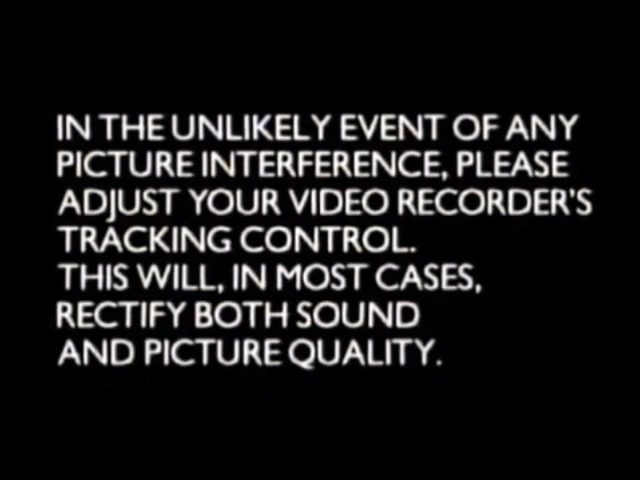 IN THE UNLIKELY EVENT OF ANY
PICTURE INTERFERENCE, PLEASE
ADJUST YOUR VIDEO RECORDER'S
TRACKING CONTROL.
THIS WILL, IN MOST CASES,
RECTIFY BOTH SOUND
AND PICTURE QUALITY.